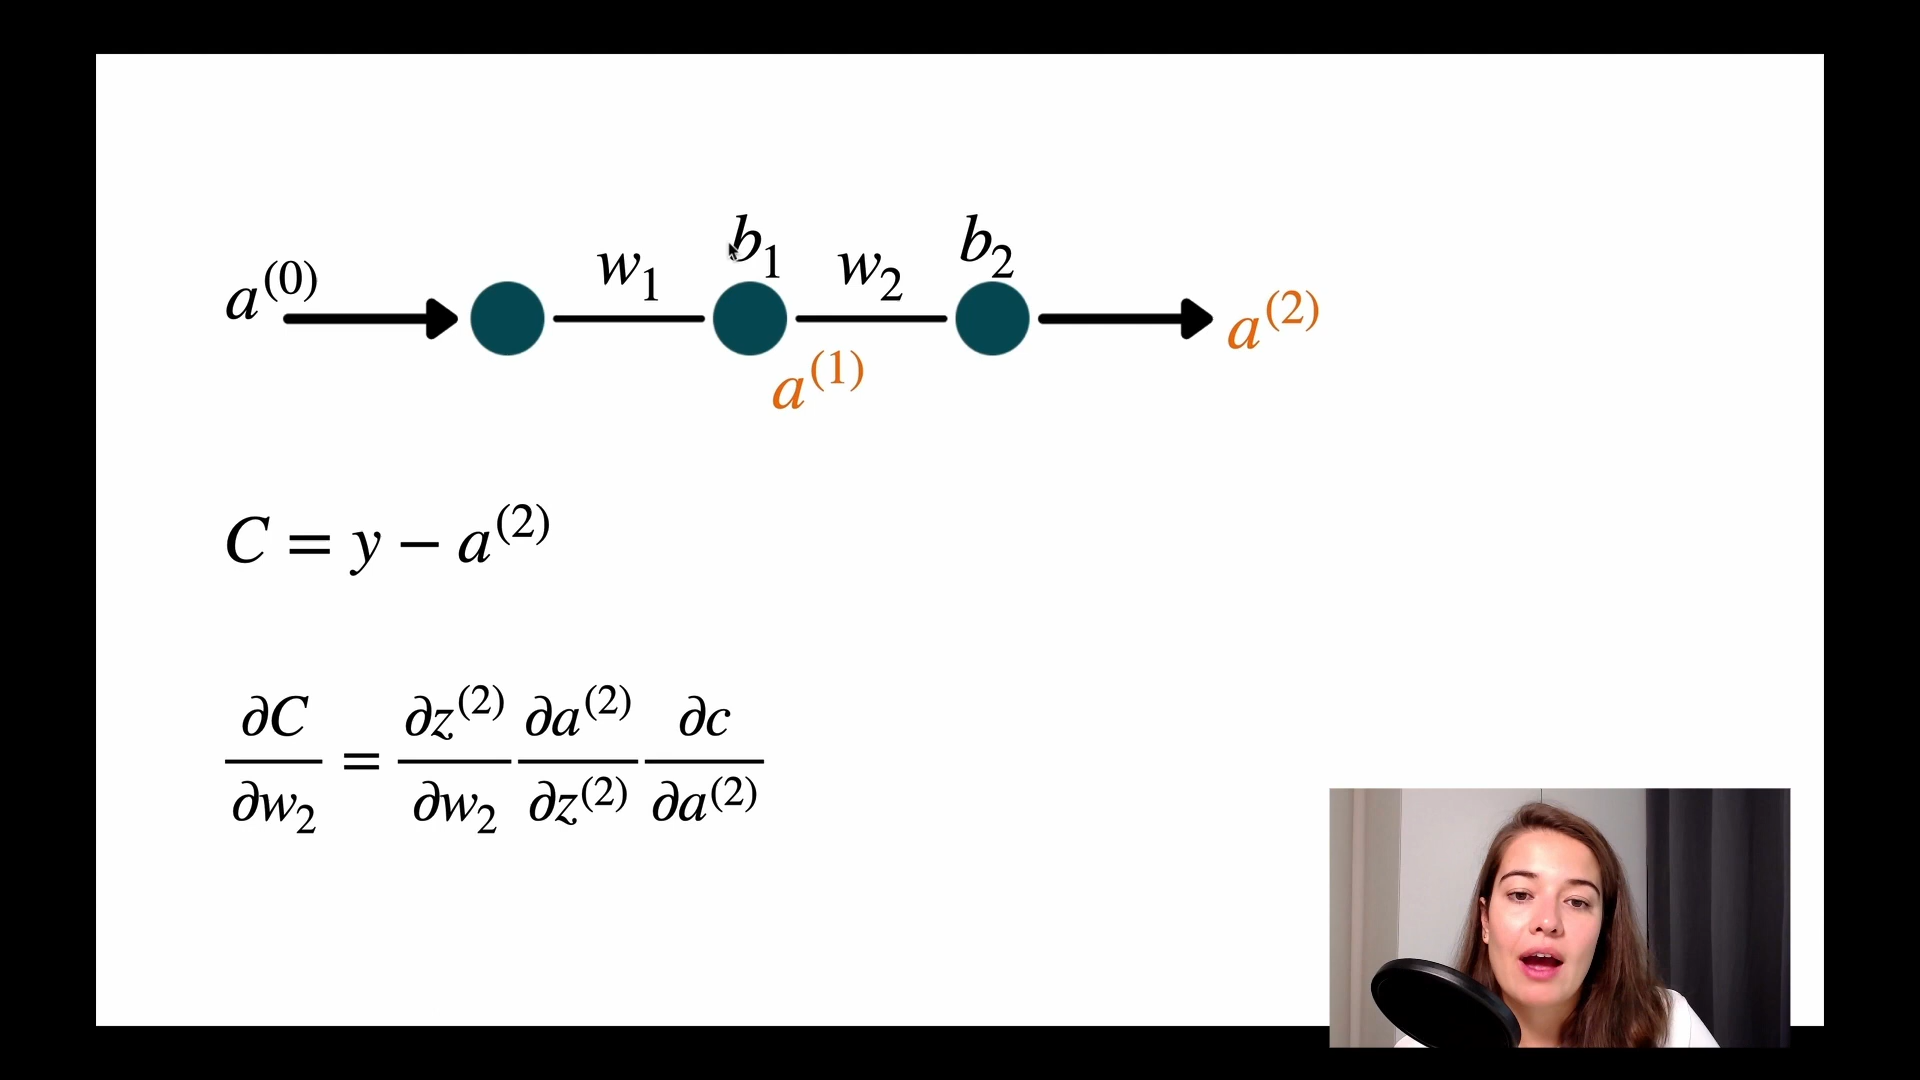 a^(0) w₁ b₁ w₂ b₂ a^(2)
a^(1)
C = y − a^(2)
∂C/∂w₂ = ∂z^(2)/∂w₂ ∂a^(2)/∂z^(2) ∂c/∂a^(2)